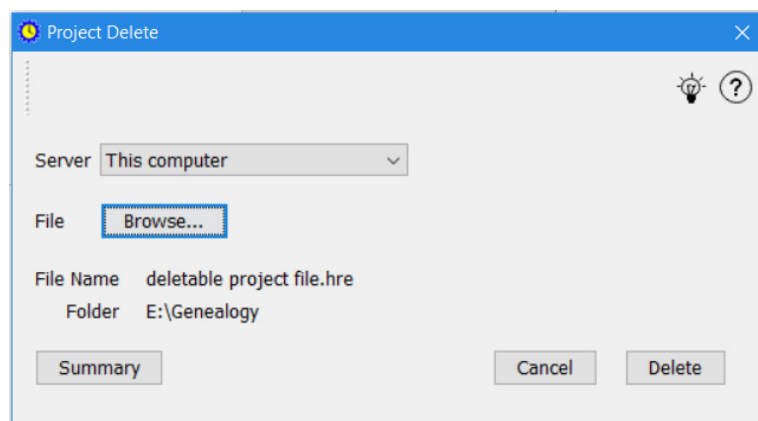 Project Delete
?
Server This computer
File Browse...
File Name deletable project file.hre
Folder E:\Genealogy
Summary Cancel Delete